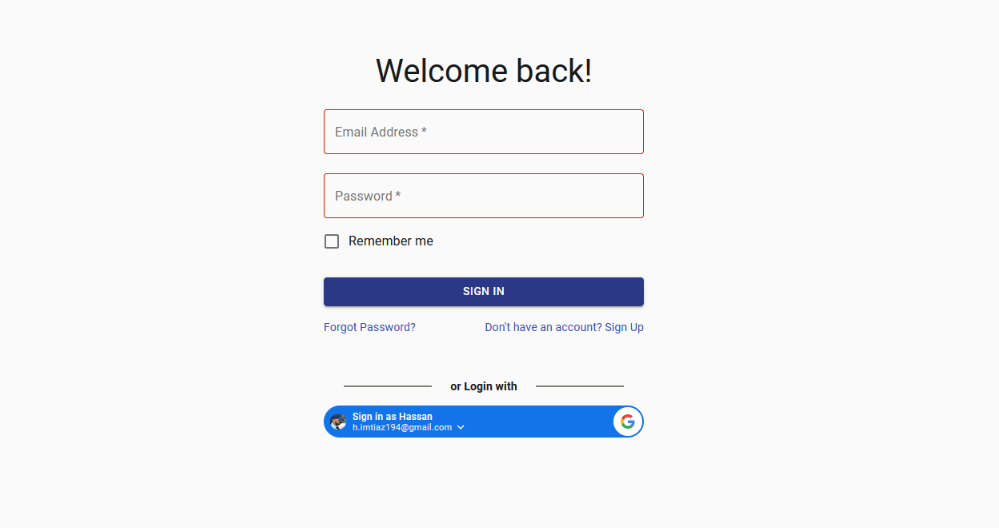 Welcome back!
Email Address *
Password *
Remember me
SIGN IN
Forgot Password?
Don't have an account? Sign Up
or Login with
Sign in as Hassan
h.imtiaz194@gmail.com